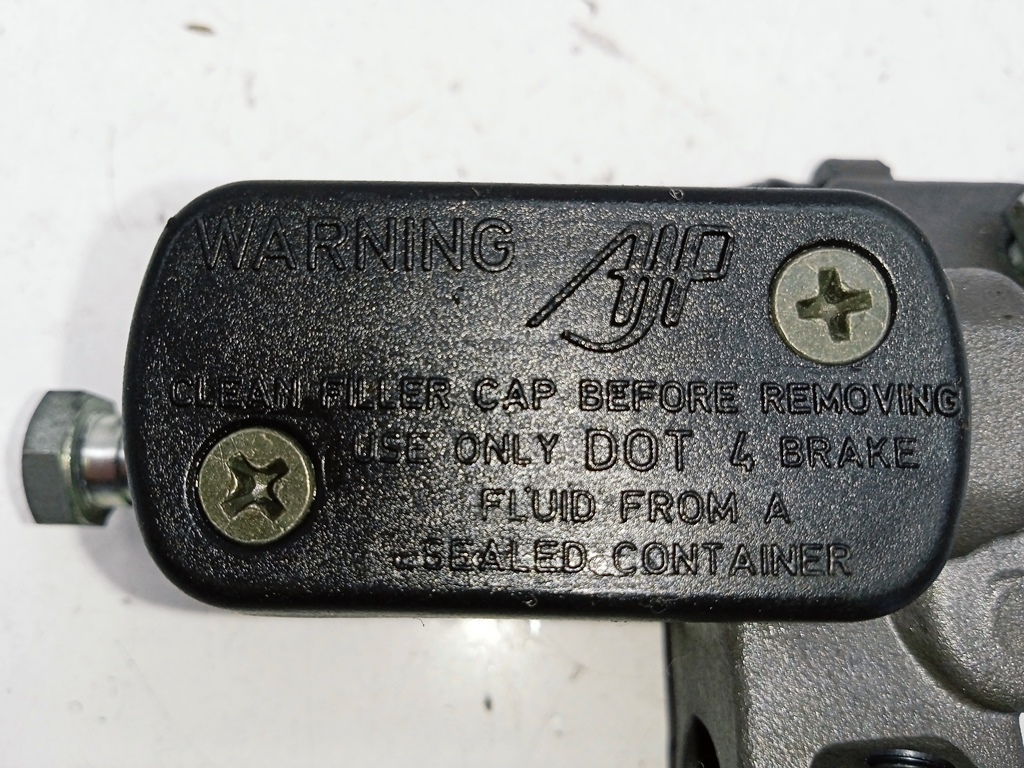 WARNING AJP
CLEAN FILLER CAP BEFORE REMOVING
USE ONLY DOT 4 BRAKE
FLUID FROM A
SEALED CONTAINER